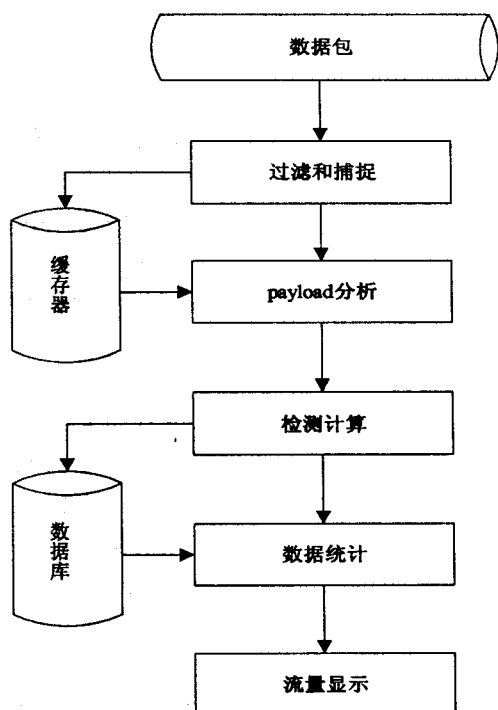 数据包
过滤和捕捉
缓存器
payload分析
检测计算
数据库
数据统计
流量显示